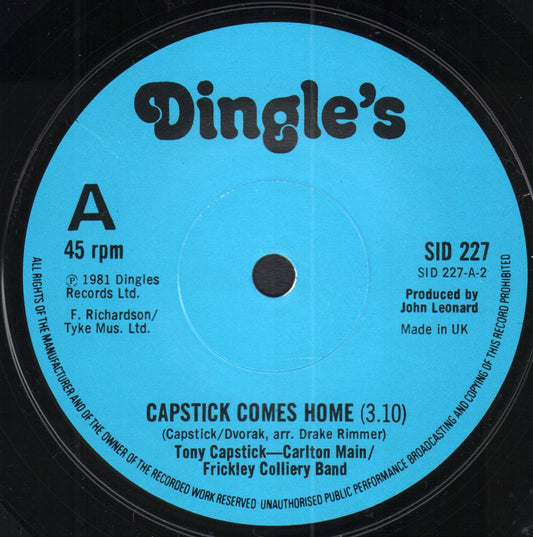 Dingle's
A
45 rpm
℗ 1981 Dingles
Records Ltd.
F. Richardson/
Tyke Mus. Ltd.
SID 227
SID 227-A-2
Produced by
John Leonard
Made in UK
CAPSTICK COMES HOME (3.10)
(Capstick/Dvorak, arr. Drake Rimmer)
Tony Capstick—Carlton Main/
Frickley Colliery Band
ALL RIGHTS OF THE MANUFACTURER AND OF THE OWNER OF THE RECORDED WORK RESERVED UNAUTHORISED PUBLIC PERFORMANCE BROADCASTING AND COPYING OF THIS RECORD PROHIBITED